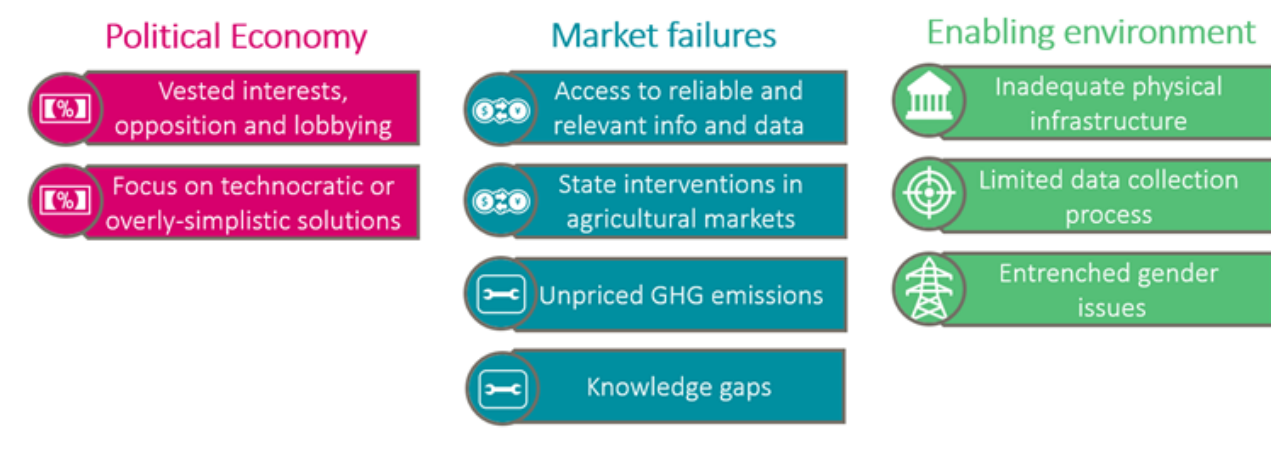 Political Economy
Vested interests,
opposition and lobbying
Focus on technocratic or
overly-simplistic solutions
Market failures
Access to reliable and
relevant info and data
State interventions in
agricultural markets
Unpriced GHG emissions
Knowledge gaps
Enabling environment
Inadequate physical
infrastructure
Limited data collection
process
Entrenched gender
issues